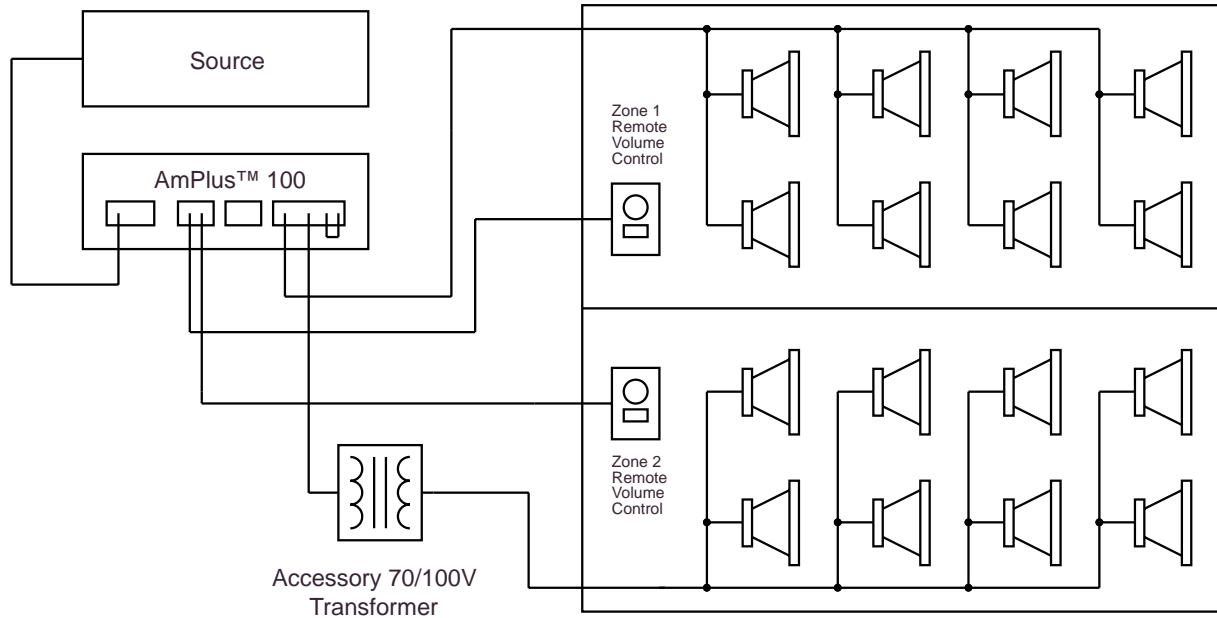 Source
AmPlus™ 100
Zone 1
Remote
Volume
Control
Zone 2
Remote
Volume
Control
Accessory 70/100V
Transformer